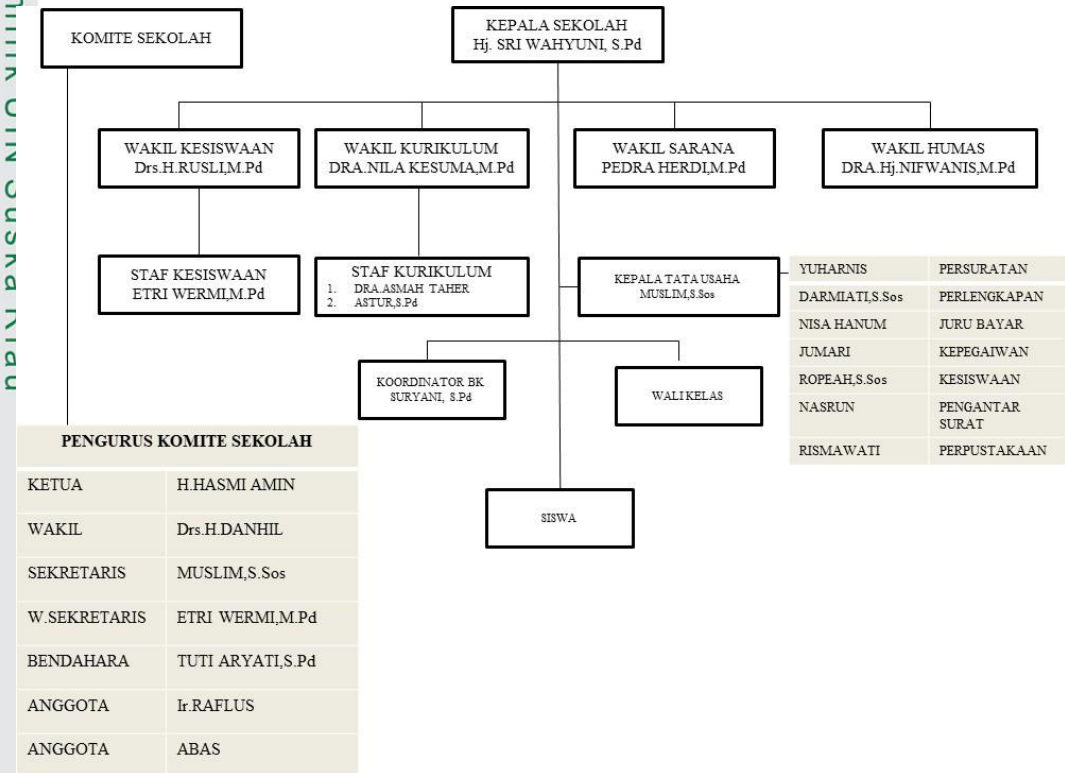 milik UIN Suska Riau
KOMITE SEKOLAH
KEPALA SEKOLAH
Hj. SRI WAHYUNI, S.Pd
WAKIL KESISWAAN
Drs.H.RUSLI,M.Pd
WAKIL KURIKULUM
DRA.NILA KESUMA,M.Pd
WAKIL SARANA
PEDRA HERDI,M.Pd
WAKIL HUMAS
DRA.Hj.NIFWANIS,M.Pd
STAF KESISWAAN
ETRI WERMI,M.Pd
STAF KURIKULUM
1. DRA.ASMAH TAHER
2. ASTUR,S.Pd
KEPALA TATA USAHA
MUSLIM,S.Sos
YUHARNIS PERSURATAN
DARMIATI,S.Sos PERLENGKAPAN
NISA HANUM JURU BAYAR
JUMARI KEPEGAIWAN
ROPEAH,S.Sos KESISWAAN
NASRUN PENGANTAR
SURAT
RISMAWATI PERPUSTAKAAN
KOORDINATOR BK
SURYANI, S.Pd
WALI KELAS
SISWA
PENGURUS KOMITE SEKOLAH
KETUA H.HASMI AMIN
WAKIL Drs.H.DANHIL
SEKRETARIS MUSLIM,S.Sos
W.SEKRETARIS ETRI WERMI,M.Pd
BENDAHARA TUTI ARYATI,S.Pd
ANGGOTA Ir.RAFLUS
ANGGOTA ABAS